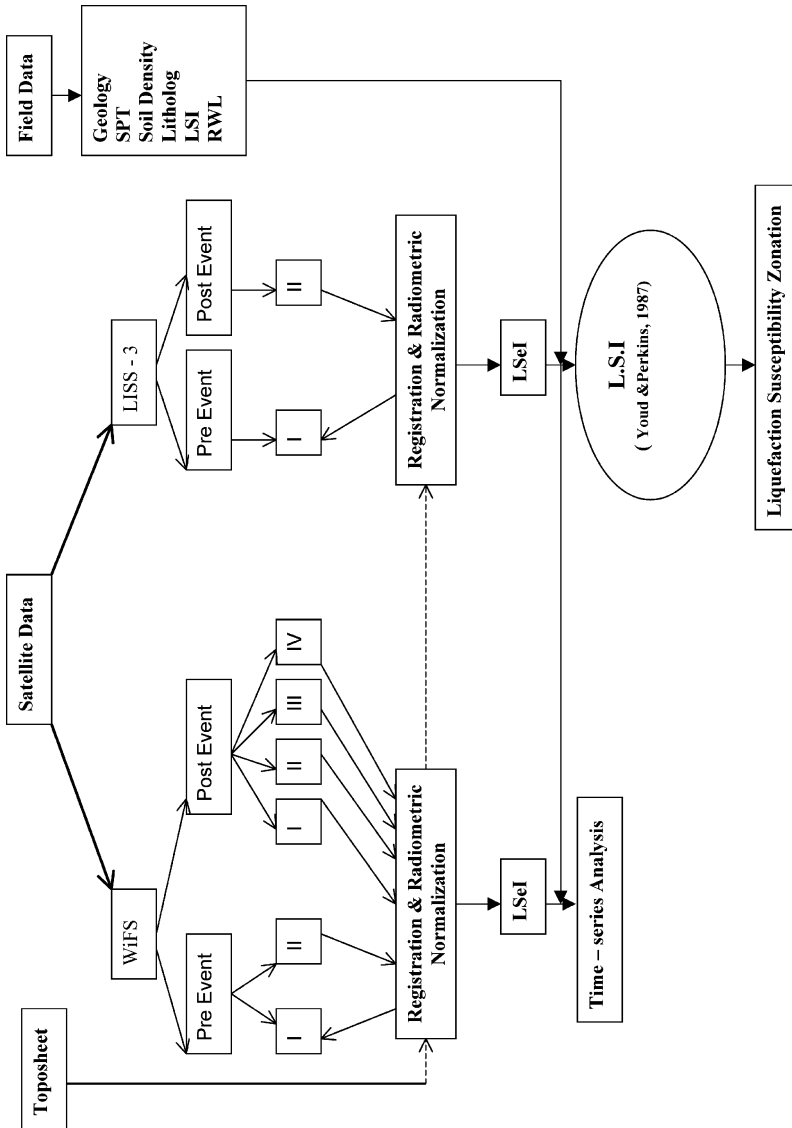 Toposheet
Satellite Data
Field Data
WiFS
LISS - 3
Geology
SPT
Soil Density
Litholog
LSI
RWL
Pre Event
Post Event
Pre Event
Post Event
I
II
I
II
III
IV
I
II
Registration & Radiometric
Normalization
Registration & Radiometric
Normalization
LSeI
LSeI
Time – series Analysis
L.S.I
( Youd &Perkins, 1987)
Liquefaction Susceptibility Zonation